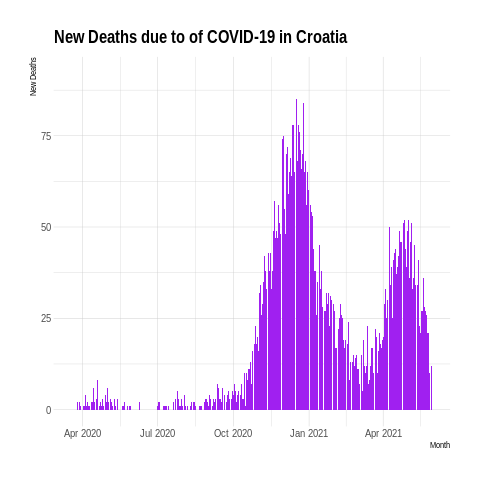 New Deaths due to of COVID-19 in Croatia
New Deaths
75
50
25
0
Apr 2020 Jul 2020 Oct 2020 Jan 2021 Apr 2021
Month